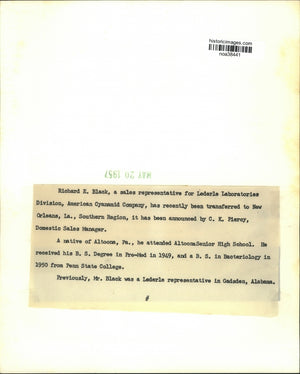 historicimages.com
noa38441
MAY 20 1957
Richard E. Black, a sales representative for Lederle Laboratories
Division, American Cyanamid Company, has recently been transferred to New
Orleans, La., Southern Region, it has been announced by C. K. Piercy,
Domestic Sales Manager.
A native of Altoona, Pa., he attended AltoonaSenior High School. He
received his B. S. Degree in Pre-Med in 1949, and a B. S. in Bacteriology in
1950 from Penn State College.
Previously, Mr. Black was a Lederle representative in Gadsden, Alabama.
#